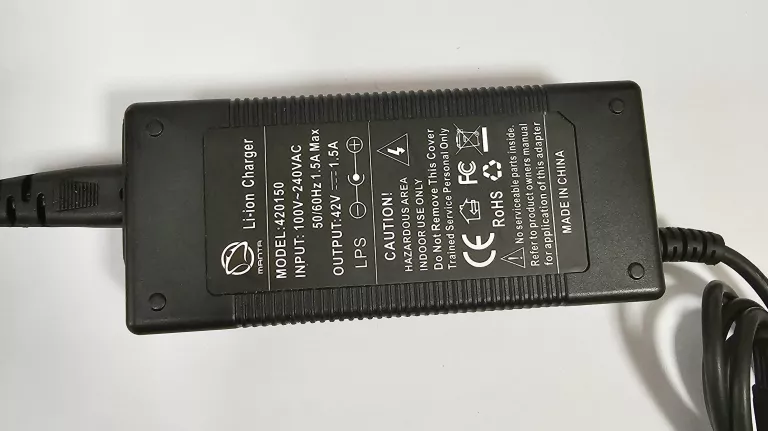 MANTA
Li-ion Charger
MODEL:420150
INPUT: 100V~240VAC
50/60Hz 1.5A Max
OUTPUT:42V⎓1.5A
LPS
CAUTION!
HAZARDOUS AREA
INDOOR USE ONLY
Do Not Remove This Cover
Trained Service Personal Only
CE FC
RoHS
No serviceable parts inside.
Refer to product owners manual
for application of this adapter
MADE IN CHINA